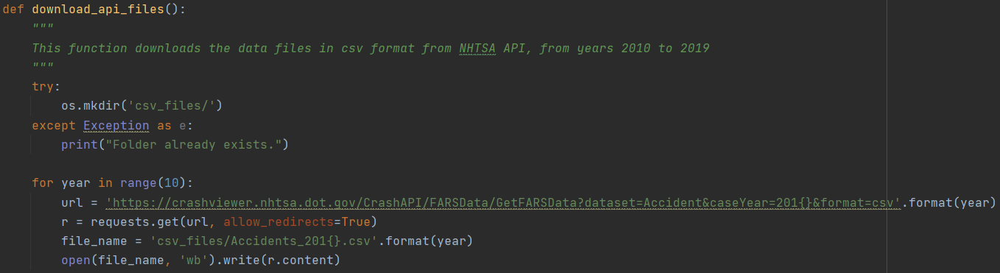 def download_api_files():
    """
    This function downloads the data files in csv format from NHTSA API, from years 2010 to 2019
    """
    try:
        os.mkdir('csv_files/')
    except Exception as e:
        print("Folder already exists.")

    for year in range(10):
        url = 'https://crashviewer.nhtsa.dot.gov/CrashAPI/FARSData/GetFARSData?dataset=Accident&caseYear=201{}&format=csv'.format(year)
        r = requests.get(url, allow_redirects=True)
        file_name = 'csv_files/Accidents_201{}.csv'.format(year)
        open(file_name, 'wb').write(r.content)